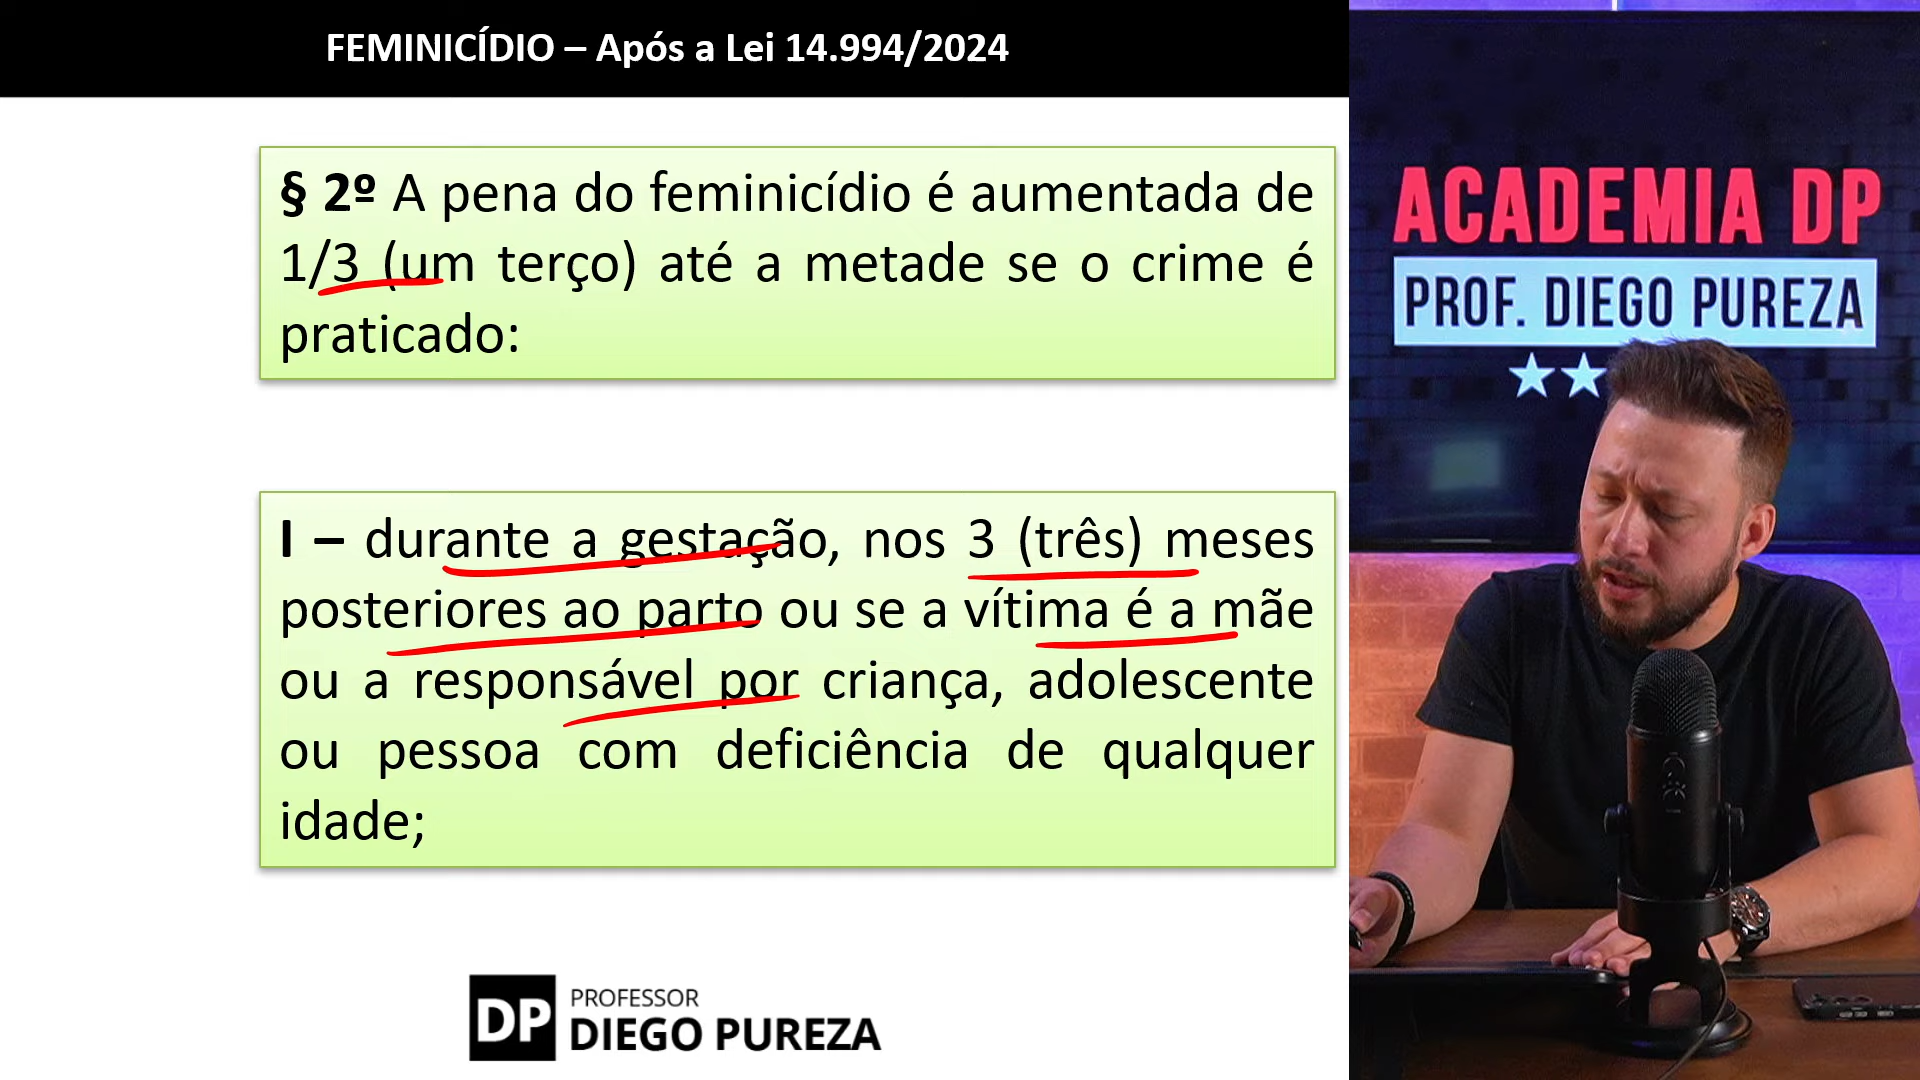 FEMINICÍDIO – Após a Lei 14.994/2024
§ 2º A pena do feminicídio é aumentada de
1/3 (um terço) até a metade se o crime é
praticado:
I – durante a gestação, nos 3 (três) meses
posteriores ao parto ou se a vítima é a mãe
ou a responsável por criança, adolescente
ou pessoa com deficiência de qualquer
idade;
DP PROFESSOR
DIEGO PUREZA
ACADEMIA DP
PROF. DIEGO PUREZA